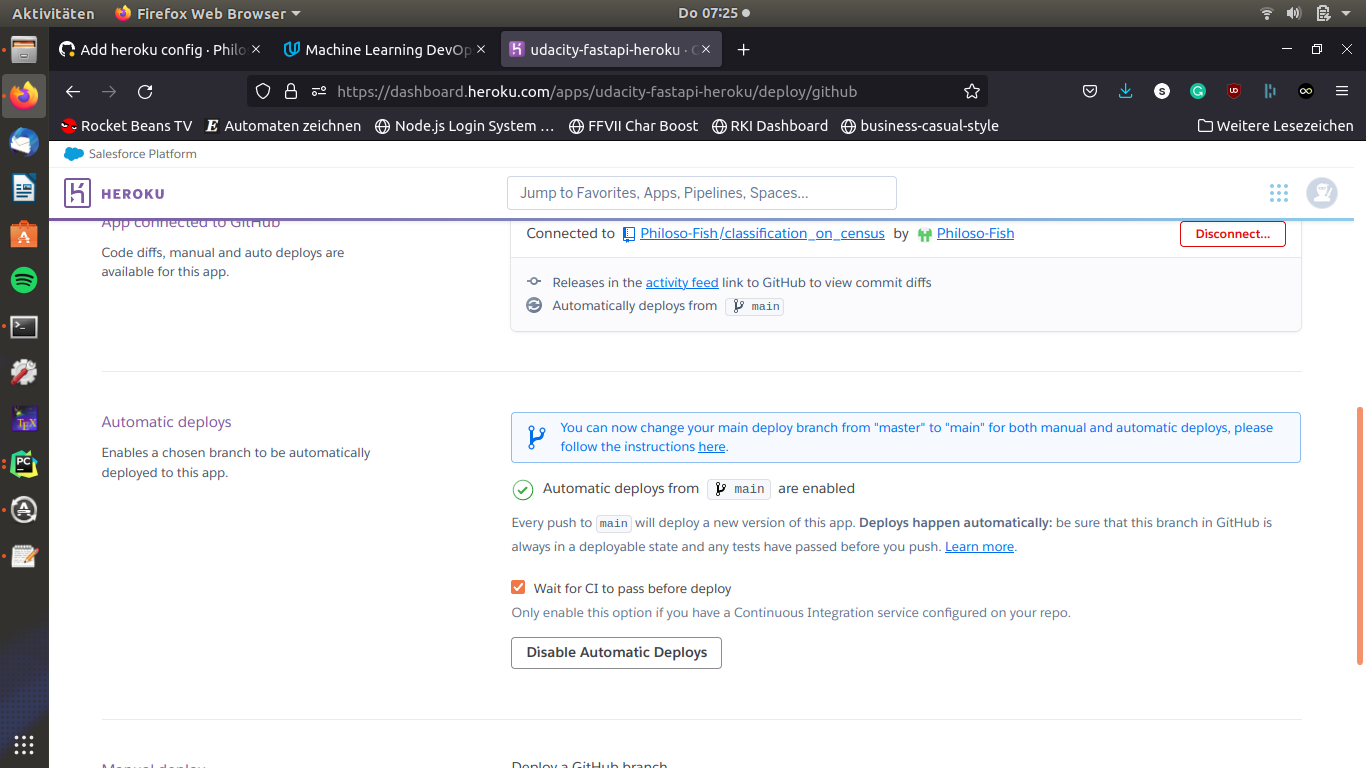 Aktivitäten Firefox Web Browser Do 07:25
Add heroku config · Philo Machine Learning DevOp udacity-fastapi-heroku ·
https://dashboard.heroku.com/apps/udacity-fastapi-heroku/deploy/github
Rocket Beans TV Automaten zeichnen Node.js Login System … FFVII Char Boost RKI Dashboard business-casual-style Weitere Lesezeichen
Salesforce Platform
HEROKU Jump to Favorites, Apps, Pipelines, Spaces...
App connected to GitHub
Code diffs, manual and auto deploys are
available for this app.
Connected to Philoso-Fish/classification_on_census by Philoso-Fish Disconnect...
Releases in the activity feed link to GitHub to view commit diffs
Automatically deploys from main
Automatic deploys
Enables a chosen branch to be automatically
deployed to this app.
You can now change your main deploy branch from "master" to "main" for both manual and automatic deploys, please
follow the instructions here.
Automatic deploys from main are enabled
Every push to main will deploy a new version of this app. Deploys happen automatically: be sure that this branch in GitHub is
always in a deployable state and any tests have passed before you push. Learn more.
Wait for CI to pass before deploy
Only enable this option if you have a Continuous Integration service configured on your repo.
Disable Automatic Deploys
Manual deploy
Deploy a GitHub branch